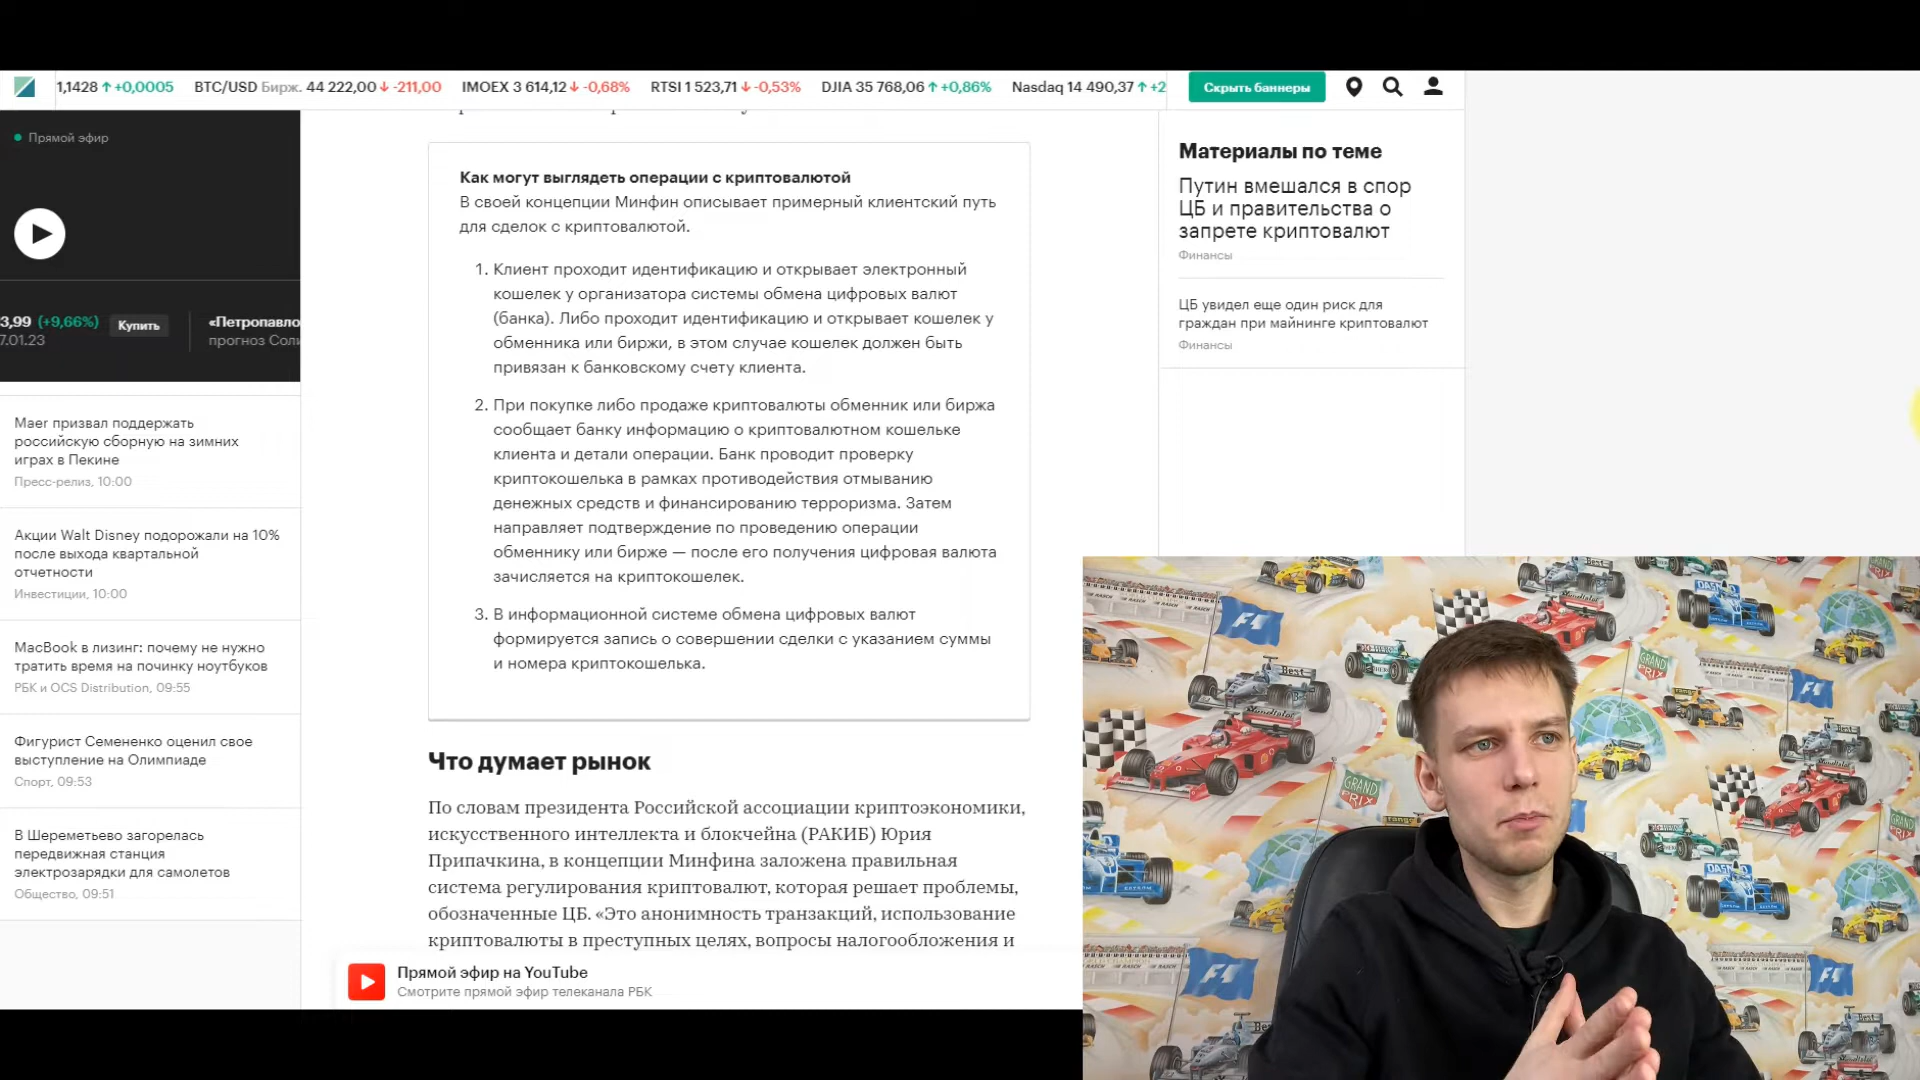 1,1428 ↑ +0,0005 BTC/USD Бирж. 44 222,00 ↓ -211,00 IMOEX 3 614,12 ↓ -0,68% RTSI 1 523,71 ↓ -0,53% DJIA 35 768,06 ↑ +0,86% Nasdaq 14 490,37 ↑ +2
Скрыть баннеры
Прямой эфир
3,99 (+9,66%) Купить «Петропавло
7.01.23 прогноз Соли
Маег призвал поддержать
российскую сборную на зимних
играх в Пекине
Пресс-релиз, 10:00
Акции Walt Disney подорожали на 10%
после выхода квартальной
отчетности
Инвестиции, 10:00
MacBook в лизинг: почему не нужно
тратить время на починку ноутбуков
РБК и OCS Distribution, 09:55
Фигурист Семененко оценил свое
выступление на Олимпиаде
Спорт, 09:53
В Шереметьево загорелась
передвижная станция
электрозарядки для самолетов
Общество, 09:51
Как могут выглядеть операции с криптовалютой
В своей концепции Минфин описывает примерный клиентский путь
для сделок с криптовалютой.
1. Клиент проходит идентификацию и открывает электронный
кошелек у организатора системы обмена цифровых валют
(банка). Либо проходит идентификацию и открывает кошелек у
обменника или биржи, в этом случае кошелек должен быть
привязан к банковскому счету клиента.
2. При покупке либо продаже криптовалюты обменник или биржа
сообщает банку информацию о криптовалютном кошельке
клиента и детали операции. Банк проводит проверку
криптокошелька в рамках противодействия отмыванию
денежных средств и финансированию терроризма. Затем
направляет подтверждение по проведению операции
обменнику или бирже — после его получения цифровая валюта
зачисляется на криптокошелек.
3. В информационной системе обмена цифровых валют
формируется запись о совершении сделки с указанием суммы
и номера криптокошелька.
Что думает рынок
По словам президента Российской ассоциации криптоэкономики,
искусственного интеллекта и блокчейна (РАКИБ) Юрия
Припачкина, в концепции Минфина заложена правильная
система регулирования криптовалют, которая решает проблемы,
обозначенные ЦБ. «Это анонимность транзакций, использование
криптовалюты в преступных целях, вопросы налогообложения и
Прямой эфир на YouTube
Смотрите прямой эфир телеканала РБК
Материалы по теме
Путин вмешался в спор
ЦБ и правительства о
запрете криптовалют
Финансы
ЦБ увидел еще один риск для
граждан при майнинге криптовалют
Финансы
F1
Best
GRAND
PRIX
F1
Best
Mondialal
GRAND
PRIX
F1